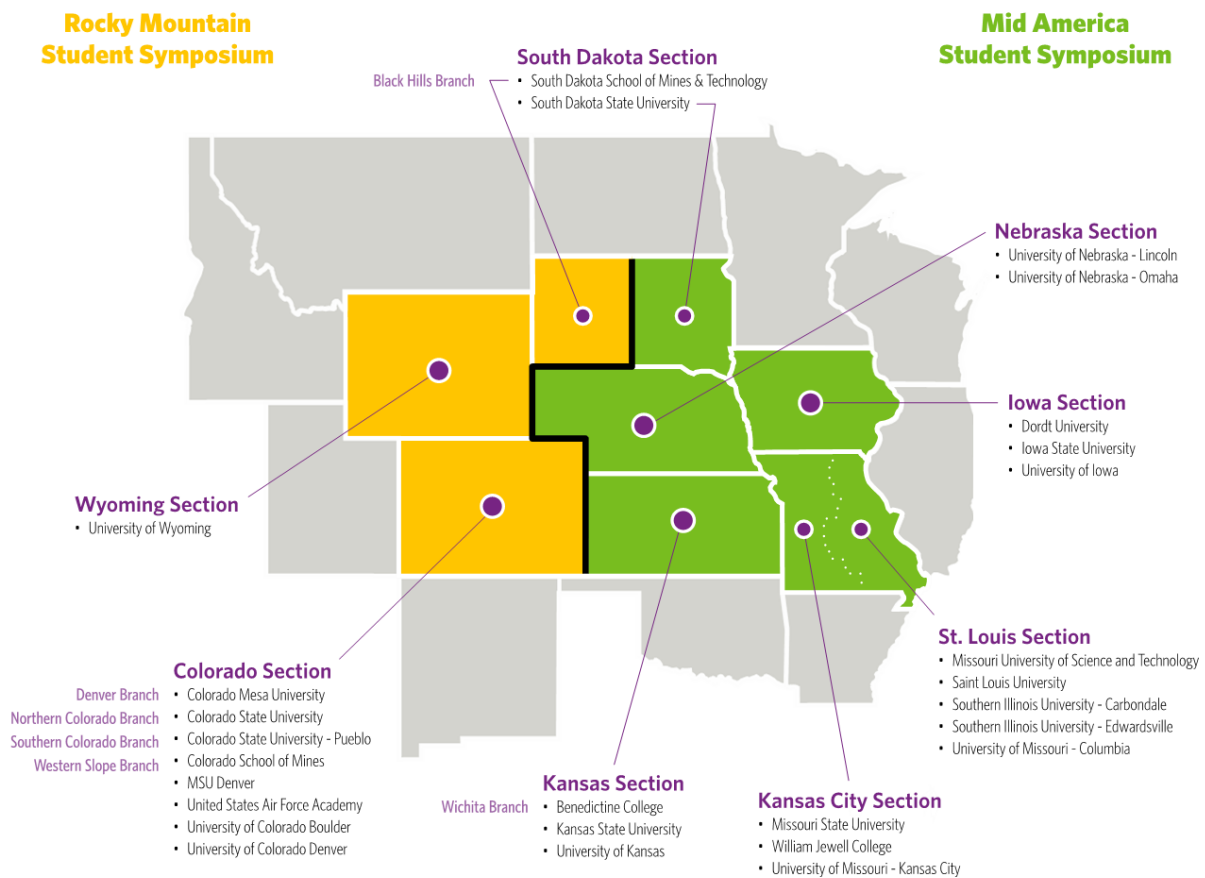 Rocky Mountain
Student Symposium
Mid America
Student Symposium
South Dakota Section
Black Hills Branch
• South Dakota School of Mines & Technology
• South Dakota State University
Nebraska Section
• University of Nebraska - Lincoln
• University of Nebraska - Omaha
Iowa Section
• Dordt University
• Iowa State University
• University of Iowa
Wyoming Section
• University of Wyoming
St. Louis Section
• Missouri University of Science and Technology
• Saint Louis University
• Southern Illinois University - Carbondale
• Southern Illinois University - Edwardsville
• University of Missouri - Columbia
Colorado Section
Denver Branch
Northern Colorado Branch
Southern Colorado Branch
Western Slope Branch
• Colorado Mesa University
• Colorado State University
• Colorado State University - Pueblo
• Colorado School of Mines
• MSU Denver
• United States Air Force Academy
• University of Colorado Boulder
• University of Colorado Denver
Kansas Section
Wichita Branch
• Benedictine College
• Kansas State University
• University of Kansas
Kansas City Section
• Missouri State University
• William Jewell College
• University of Missouri - Kansas City